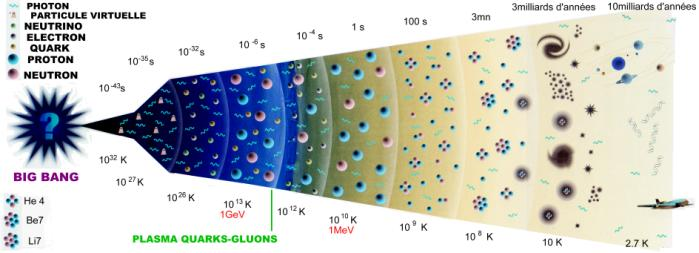 PHOTON
PARTICULE VIRTUELLE
NEUTRINO
ELECTRON
QUARK
PROTON
NEUTRON
10-43s
10-35s
10-32s
10 -6 s
10 -4 s
1 s
100 s
3mn
3milliards d'années
10milliards d'années
?
BIG BANG
10 32 K
10 27 K
10 26 K
10 13 K
1GeV
10 12 K
10 10 K
1MeV
10 9 K
10 8 K
10 K
2.7 K
PLASMA QUARKS-GLUONS
He 4
Be7
Li7